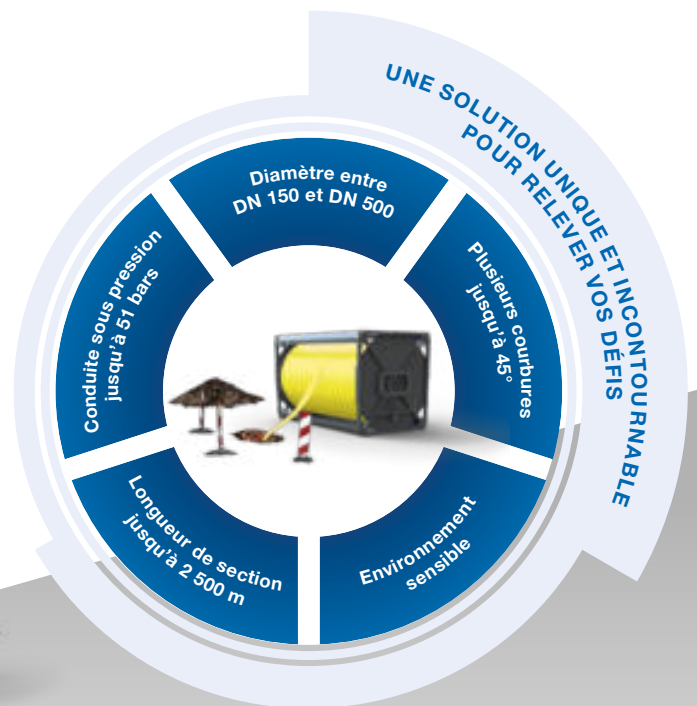 UNE SOLUTION UNIQUE ET INCONTOURNABLE
POUR RELEVER VOS DÉFIS
Diamètre entre
DN 150 et DN 500
Plusieurs courbures
jusqu'à 45°
Environnement
sensible
Longueur de section
jusqu'à 2 500 m
Conduite sous pression
jusqu'à 51 bars